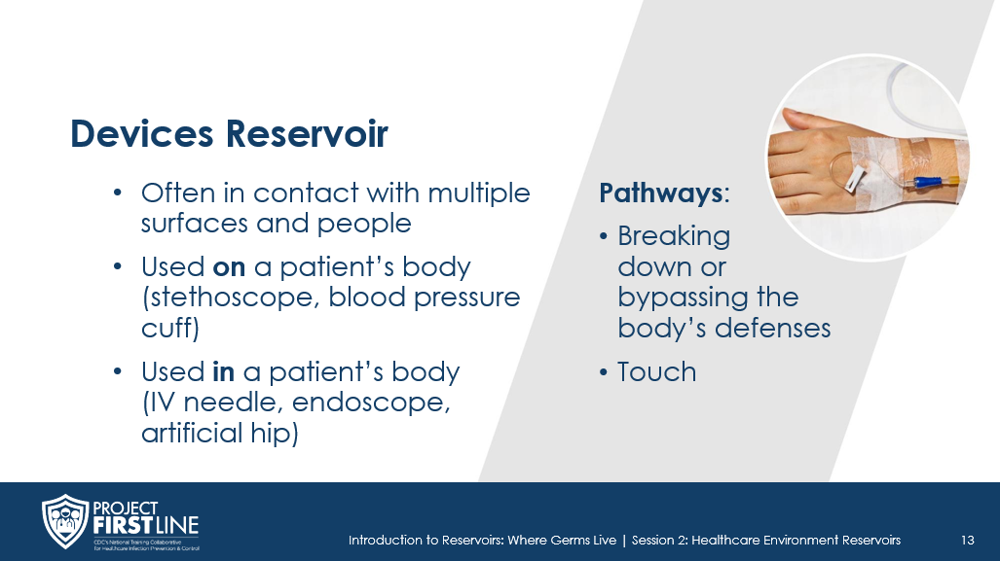 Devices Reservoir
• Often in contact with multiple
surfaces and people
• Used on a patient’s body
(stethoscope, blood pressure
cuff)
• Used in a patient’s body
(IV needle, endoscope,
artificial hip)
Pathways:
• Breaking
down or
bypassing the
body’s defenses
• Touch
PROJECT
FIRSTLINE
CDC's National Training Collaborative
for Healthcare Infection Prevention & Control
Introduction to Reservoirs: Where Germs Live | Session 2: Healthcare Environment Reservoirs
13